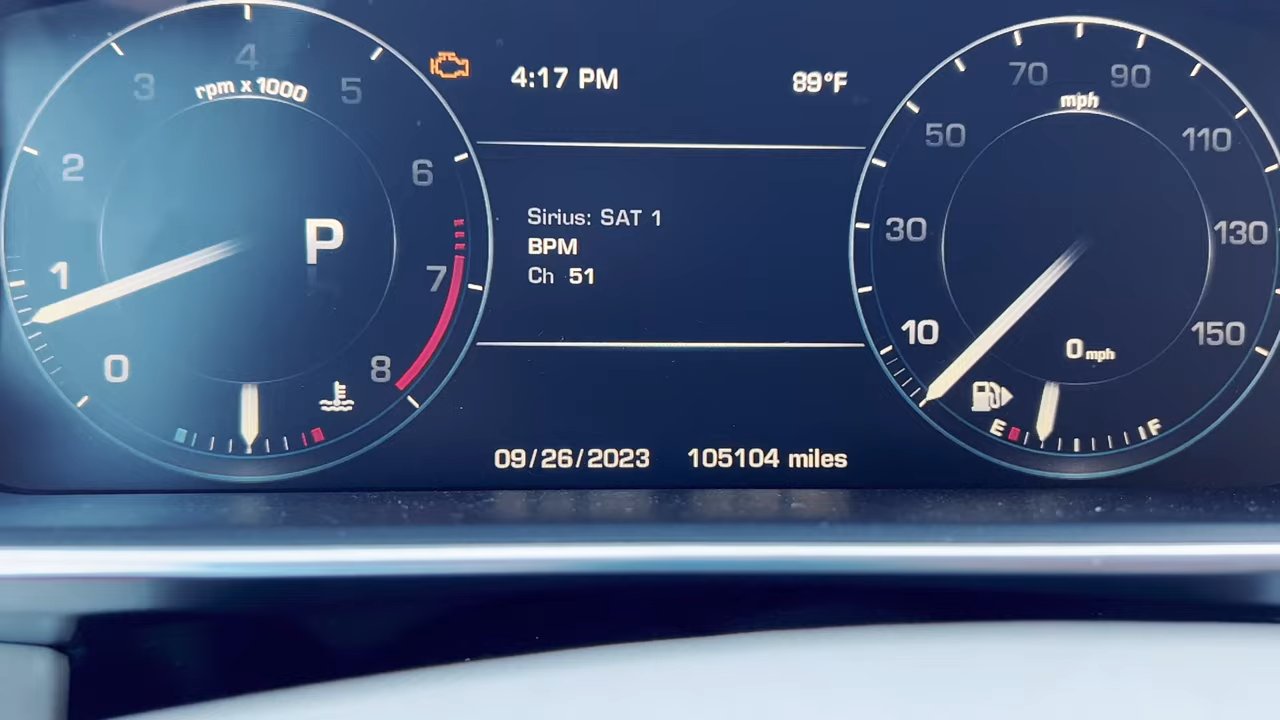 4
3
5
rpm x 1000
2
6
P
1
7
0
8
4:17 PM
89°F
Sirius: SAT 1
BPM
Ch 51
09/26/2023
105104 miles
70
90
mph
50
110
30
130
10
150
0 mph
E
F